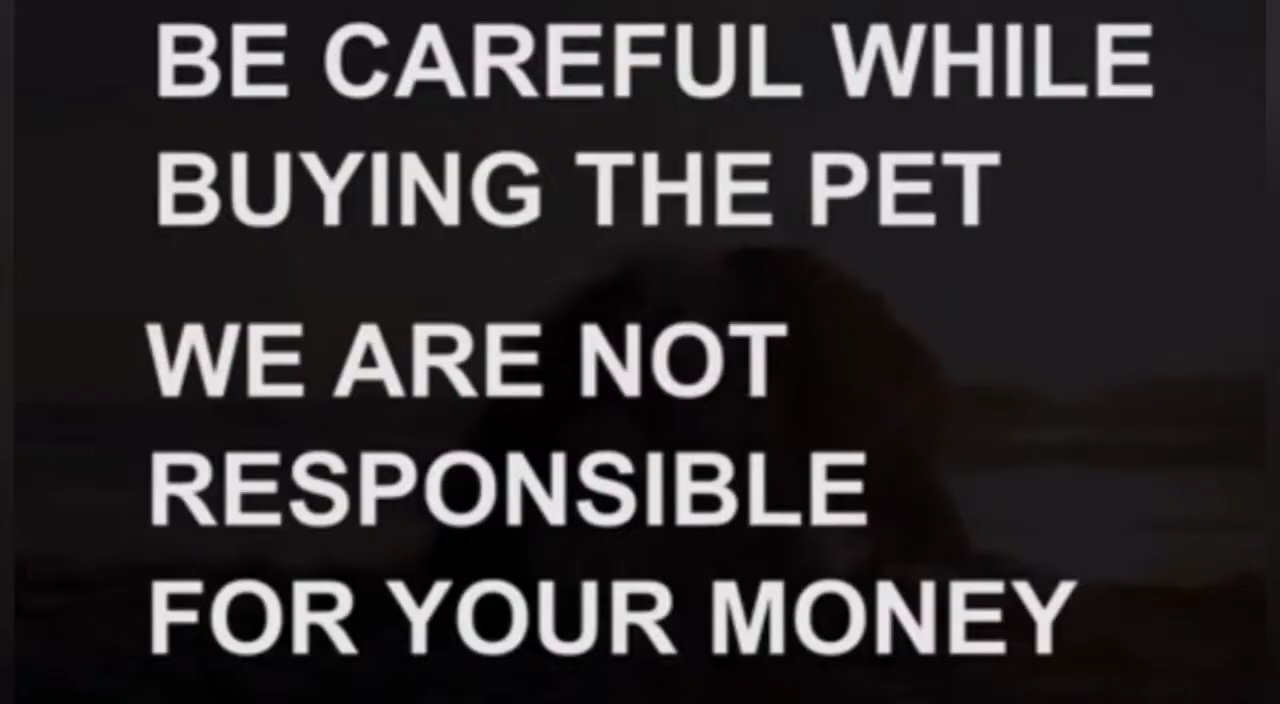 BE CAREFUL WHILE
BUYING THE PET
WE ARE NOT
RESPONSIBLE
FOR YOUR MONEY